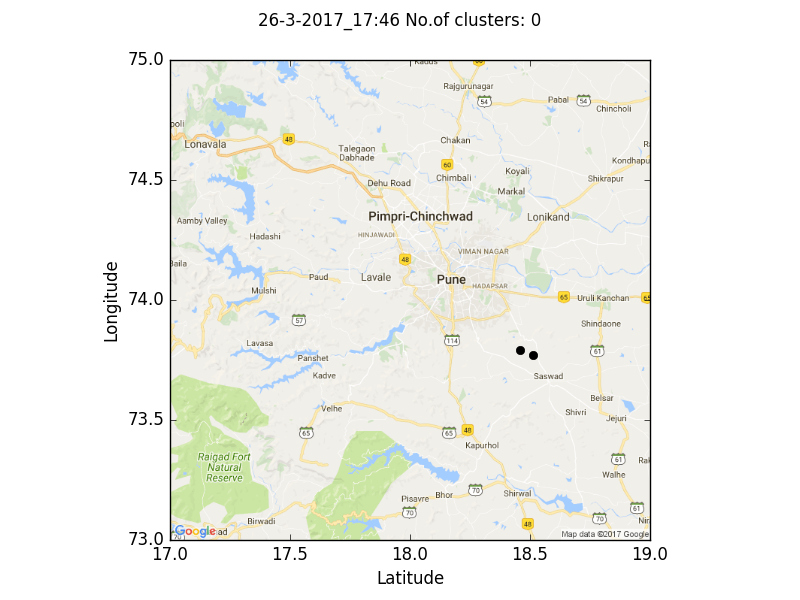 26-3-2017_17:46 No.of clusters: 0
75.0
74.5
74.0
73.5
73.0
Longitude
17.0 17.5 18.0 18.5 19.0
Latitude
Rajgurunagar
54
Pabal
54
Chincholi
48
Lonavala
Talegaon
Dabhade
Chakan
60
Chimbali
Koyali
Kondhapu
Dehu Road
Markal
Shikrapur
Pimpri-Chinchwad
Lonikand
Aamby Valley
Hadashi
HINJAWADI
48
VIMAN NAGAR
Mulshi
Paud
Lavale
Pune
HADAPSAR
65
Uruli Kanchan
65
57
Shindaone
Lavasa
Panshet
114
61
Kadve
Saswad
Velhe
Belsar
Shivri
Jejuri
65
65
48
Kapurhol
Raigad Fort
Natural
Reserve
61
Walhe
Pisavre
Bhor
70
Shirwal
70
48
70
61
Birwadi
Google
Map data ©2017 Google